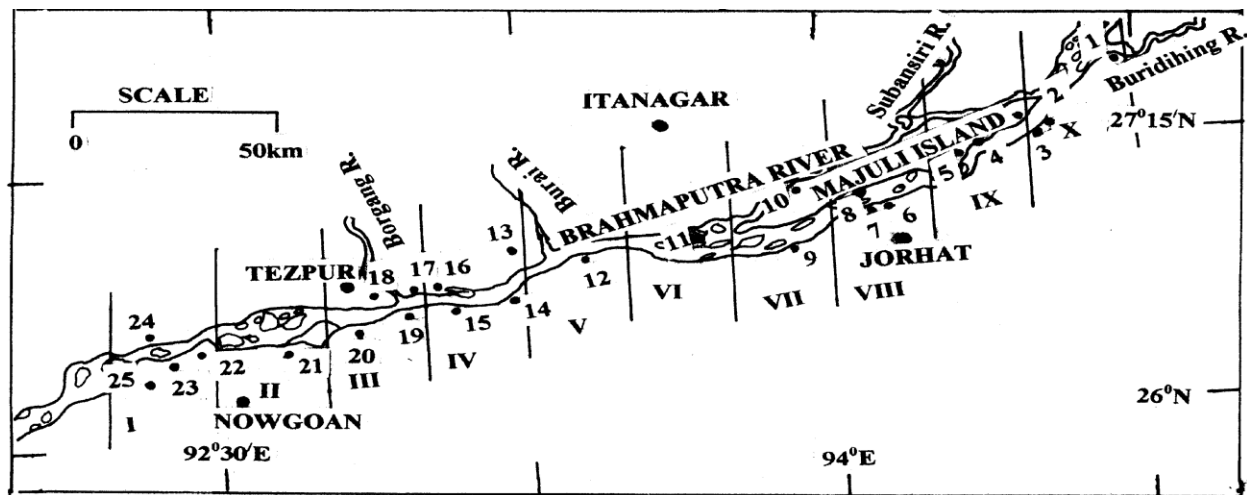 Subansiri R.
1
Buridihing R.
SCALE
ITANAGAR
2
27°15'N
0 50km
Borgang R.
Burai R.
BRAHMAPUTRA RIVER
MAJULI ISLAND
X
3
4
5
10
IX
6
7
8
JORHAT
13
11
9
TEZPUR
18
17
16
12
VI
VII
VIII
24
19
15
14
V
20
IV
25
23
22
21
III
II
I
NOWGOAN
26°N
92°30'E
94°E